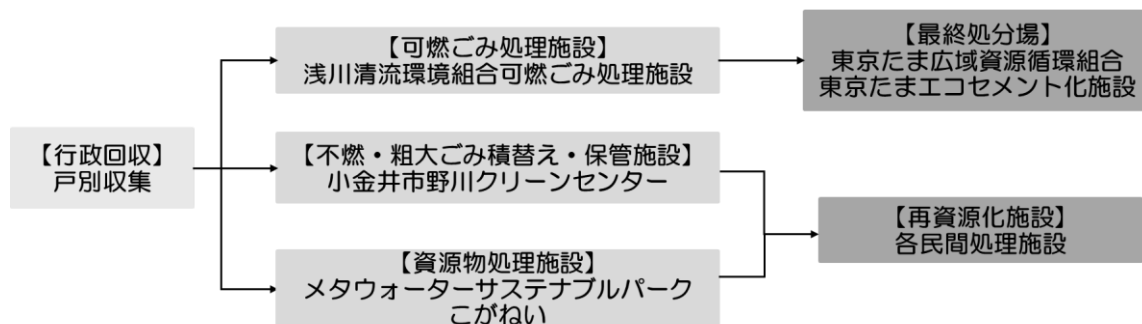 【行政回収】
戸別収集
【可燃ごみ処理施設】
浅川清流環境組合可燃ごみ処理施設
【不燃・粗大ごみ積替え・保管施設】
小金井市野川クリーンセンター
【資源物処理施設】
メタウォーターサステナブルパーク
こがねい
【最終処分場】
東京たま広域資源循環組合
東京たまエコセメント化施設
【再資源化施設】
各民間処理施設